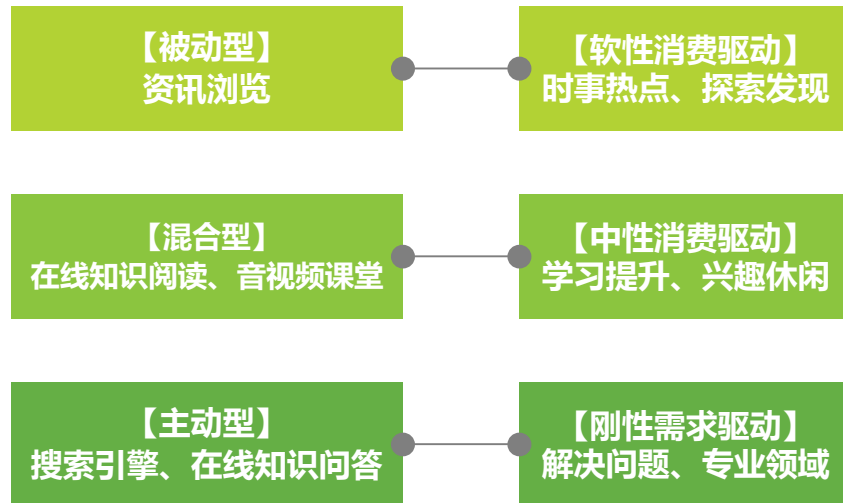 【被动型】
资讯浏览
【软性消费驱动】
时事热点、探索发现
【混合型】
在线知识阅读、音视频课堂
【中性消费驱动】
学习提升、兴趣休闲
【主动型】
搜索引擎、在线知识问答
【刚性需求驱动】
解决问题、专业领域